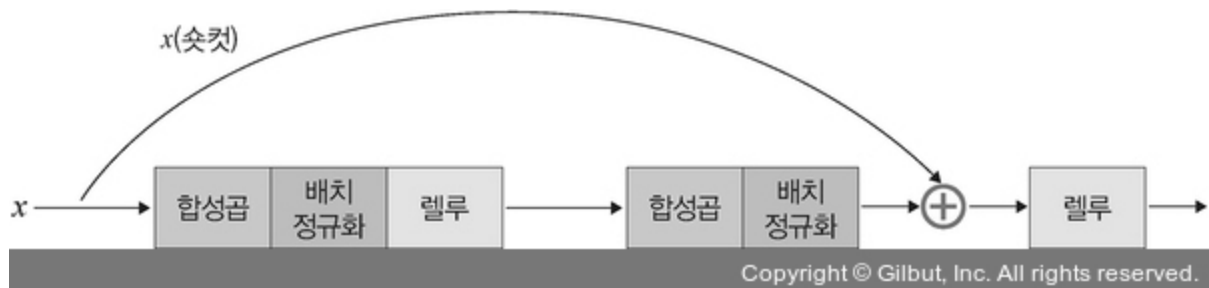 x(숏컷)
x
합성곱
배치
정규화
렐루
합성곱
배치
정규화
렐루
Copyright © Gilbut, Inc. All rights reserved.